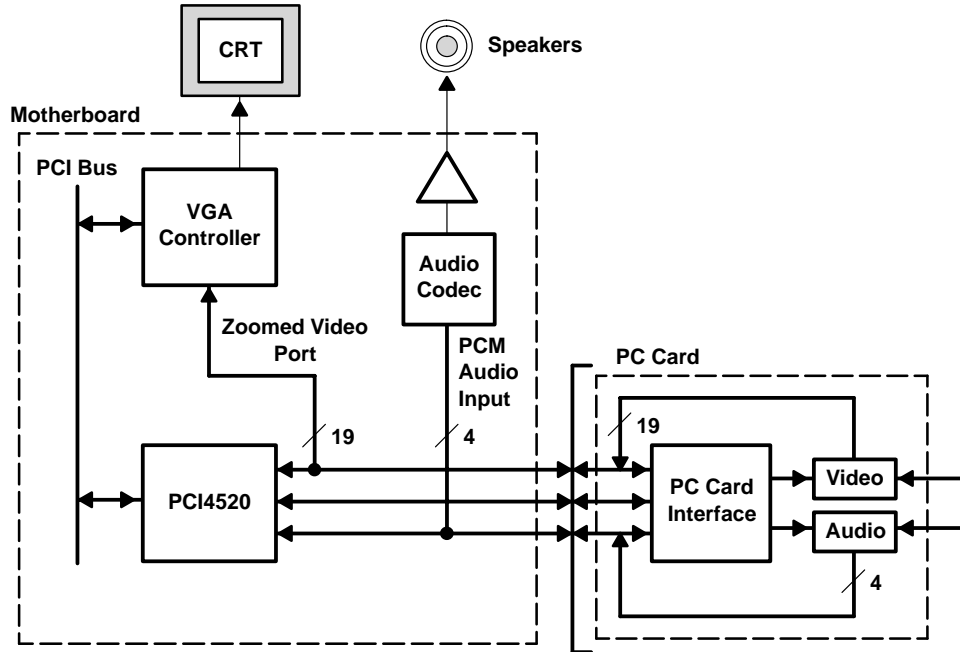 CRT
Speakers
Motherboard
PCI Bus
VGA
Controller
Audio
Codec
Zoomed Video
Port
PCM
Audio
Input
PC Card
19
4
19
PCI4520
PC Card
Interface
Video
Audio
4